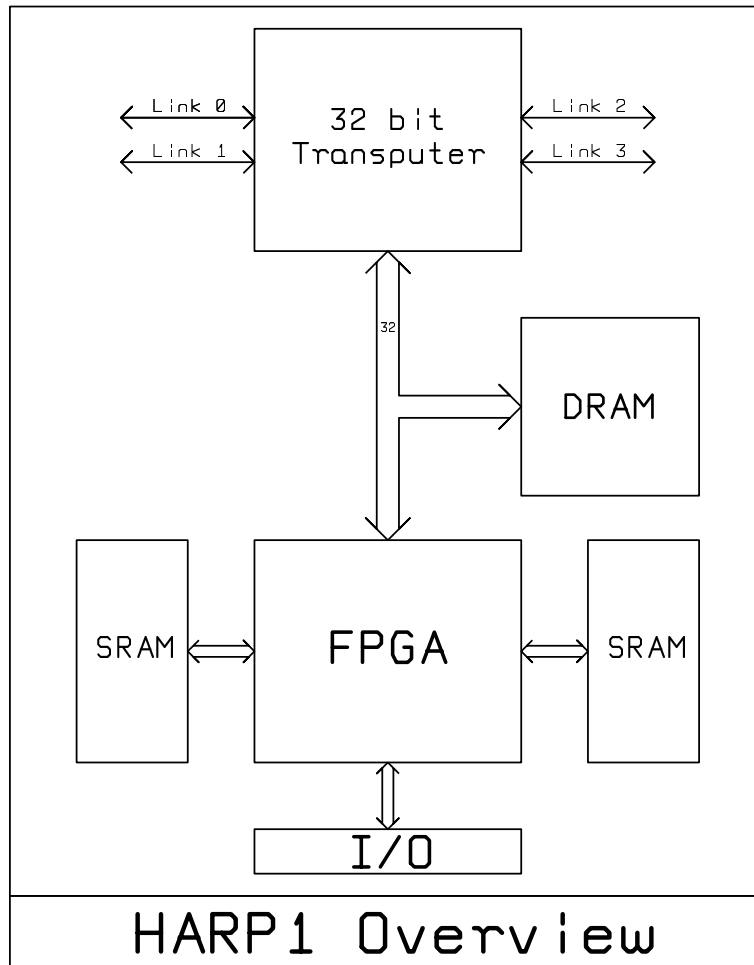 Link 0
Link 1
32 bit
Transputer
Link 2
Link 3
32
DRAM
SRAM
FPGA
SRAM
I/O
HARP1 Overview